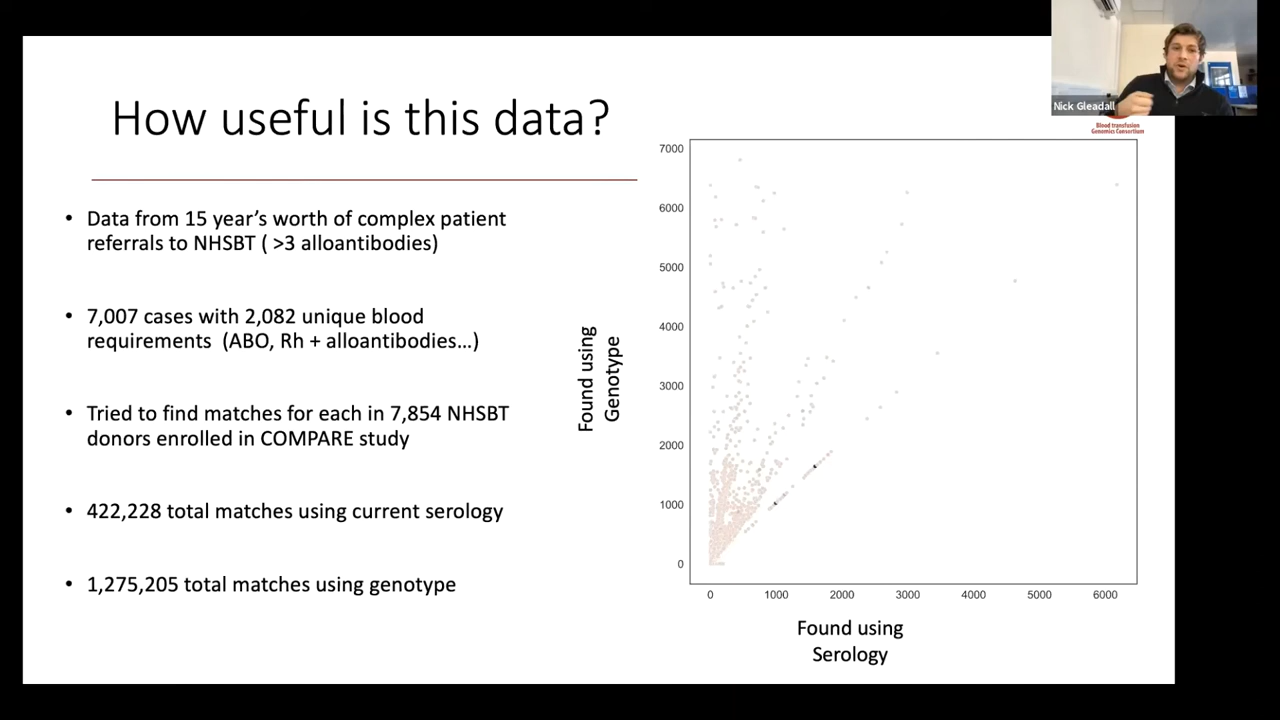 Nick Gleadall
Blood transfusion
Genomics Consortium
How useful is this data?
• Data from 15 year’s worth of complex patient
referrals to NHSBT ( >3 alloantibodies)
• 7,007 cases with 2,082 unique blood
requirements  (ABO, Rh + alloantibodies…)
• Tried to find matches for each in 7,854 NHSBT
donors enrolled in COMPARE study
• 422,228 total matches using current serology
• 1,275,205 total matches using genotype
Found using
Genotype
7000
6000
5000
4000
3000
2000
1000
0
0 1000 2000 3000 4000 5000 6000
Found using
Serology